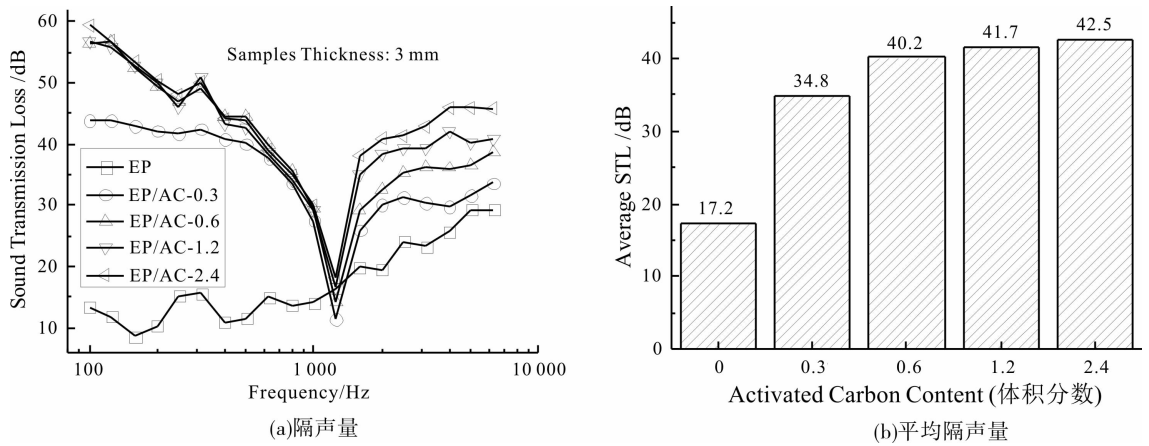 60
50
40
30
20
10
Sound Transmission Loss /dB
Samples Thickness: 3 mm
EP
EP/AC-0.3
EP/AC-0.6
EP/AC-1.2
EP/AC-2.4
100
1 000
10 000
Frequency/Hz
(a)隔声量
40
30
20
10
0
Average STL /dB
17.2
34.8
40.2
41.7
42.5
0
0.3
0.6
1.2
2.4
Activated Carbon Content (体积分数)
(b)平均隔声量